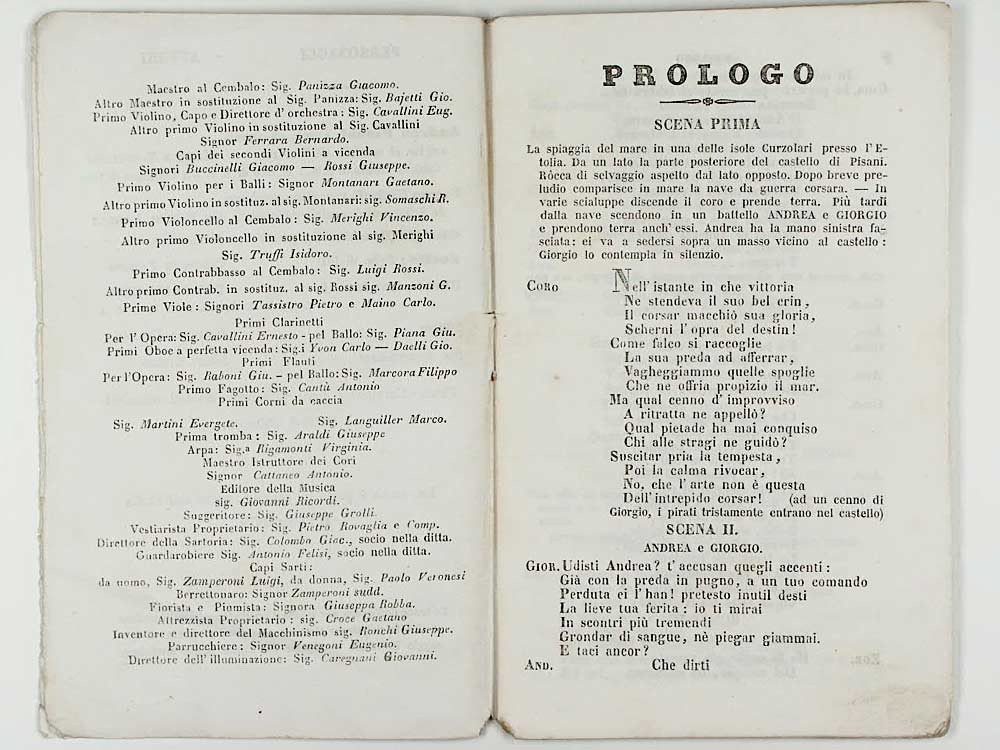 Maestro al Cembalo: Sig. Panizza Giacomo.
Altro Maestro in sostituzione al Sig. Panizza: Sig. Bajetti Gio.
Primo Violino, Capo e Direttore d'orchestra: Sig. Cavallini Eug.
Altro primo Violino in sostituzione al Sig. Cavallini
Signor Ferrara Bernardo.
Capi dei secondi Violini a vicenda
Signori Buccinelli Giacomo — Rossi Giuseppe.
Primo Violino per i Balli: Signor Montanari Gaetano.
Altro primo Violino in sostituz. al sig. Montanari: sig. Somaschi R.
Primo Violoncello al Cembalo: Sig. Merighi Vincenzo.
Altro primo Violoncello in sostituzione al sig. Merighi
Sig. Truffi Isidoro.
Primo Contrabbasso al Cembalo: Sig. Luigi Rossi.
Altro primo Contrab. in sostituz. al sig. Rossi sig. Manzoni G.
Prime Viole: Signori Tassistro Pietro e Maino Carlo.
Primi Clarinetti
Per l'Opera: Sig. Cavallini Ernesto - pel Ballo: Sig. Piana Giu.
Primi Oboe a perfetta vicenda: Sig.i Yvon Carlo — Daelli Gio.
Primi Flauti
Per l'Opera: Sig. Raboni Giu. - pel Ballo: Sig. Marcora Filippo
Primo Fagotto: Sig. Cantù Antonio
Primi Corni da caccia
Sig. Martini Evergete. Sig. Languiller Marco.
Prima tromba: Sig. Araldi Giuseppe
Arpa: Sig.a Rigamonti Virginia.
Maestro Istruttore dei Cori
Signor Cattaneo Antonio.
Editore della Musica
sig. Giovanni Ricordi.
Suggeritore: Sig. Giuseppe Grolli.
Vestiarista Proprietario: Sig. Pietro Rovaglia e Comp.
Direttore della Sartoria: Sig. Colombo Giac., socio nella ditta.
Guardarobiere Sig. Antonio Felisi, socio nella ditta.
Capi Sarti:
da uomo, Sig. Zamperoni Luigi, da donna, Sig. Paolo Veronesi
Berrettonaro: Signor Zamperoni sudd.
Fiorista e Piumista: Signora Giuseppa Robba.
Attrezzista Proprietario: sig. Croce Gaetano
Inventore e direttore del Macchinismo sig. Ronchi Giuseppe.
Parrucchiere: Signor Venegoni Eugenio.
Direttore dell'illuminazione: Sig. Caregnani Giovanni.
PROLOGO
SCENA PRIMA
La spiaggia del mare in una delle isole Curzolari presso l'E-
tolia. Da un lato la parte posteriore del castello di Pisani.
Ròcca di selvaggio aspetto dal lato opposto. Dopo breve pre-
ludio comparisce in mare la nave da guerra corsara. — In
varie scialuppe discende il coro e prende terra. Più tardi
dalla nave scendono in un battello ANDREA e GIORGIO
e prendono terra anch'essi. Andrea ha la mano sinistra fa-
sciata: ei va a sedersi sopra un masso vicino al castello:
Giorgio lo contempla in silenzio.
CORO Nell'istante in che vittoria
Ne stendeva il suo bel crin,
Il corsar macchiò sua gloria,
Schernì l'opra del destin!
Come falco si raccoglie
La sua preda ad afferrar,
Vagheggiammo quelle spoglie
Che ne offria propizio il mar.
Ma qual cenno d'improvviso
A ritratta ne appellò?
Qual pietade ha mai conquiso
Chi alle stragi ne guidò?
Suscitar pria la tempesta,
Poi la calma rivocar,
No, che l'arte non è questa
Dell'intrepido corsar! (ad un cenno di
Giorgio, i pirati tristamente entrano nel castello)
SCENA II.
ANDREA e GIORGIO.
GIOR. Udisti Andrea? t'accusan quegli accenti:
Già con la preda in pugno, a un tuo comando
Perduta ei l'han! pretesto inutil desti
La lieve tua ferita: io ti mirai
In scontri più tremendi
Grondar di sangue, nè piegar giammai.
E taci ancor?
AND. Che dirti